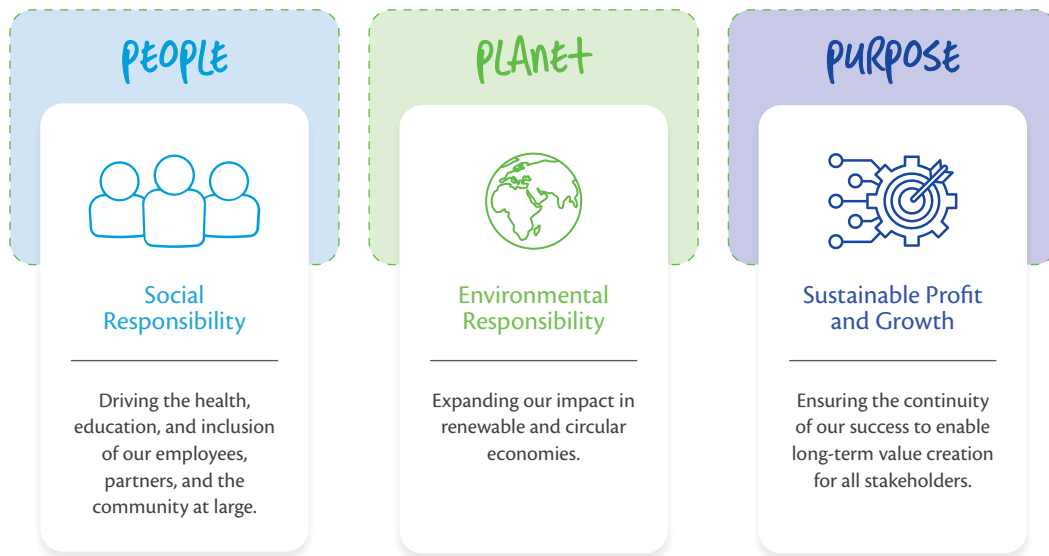 PEOPLE
Social
Responsibility
Driving the health,
education, and inclusion
of our employees,
partners, and the
community at large.
PLANET
Environmental
Responsibility
Expanding our impact in
renewable and circular
economies.
PURPOSE
Sustainable Profit
and Growth
Ensuring the continuity
of our success to enable
long-term value creation
for all stakeholders.